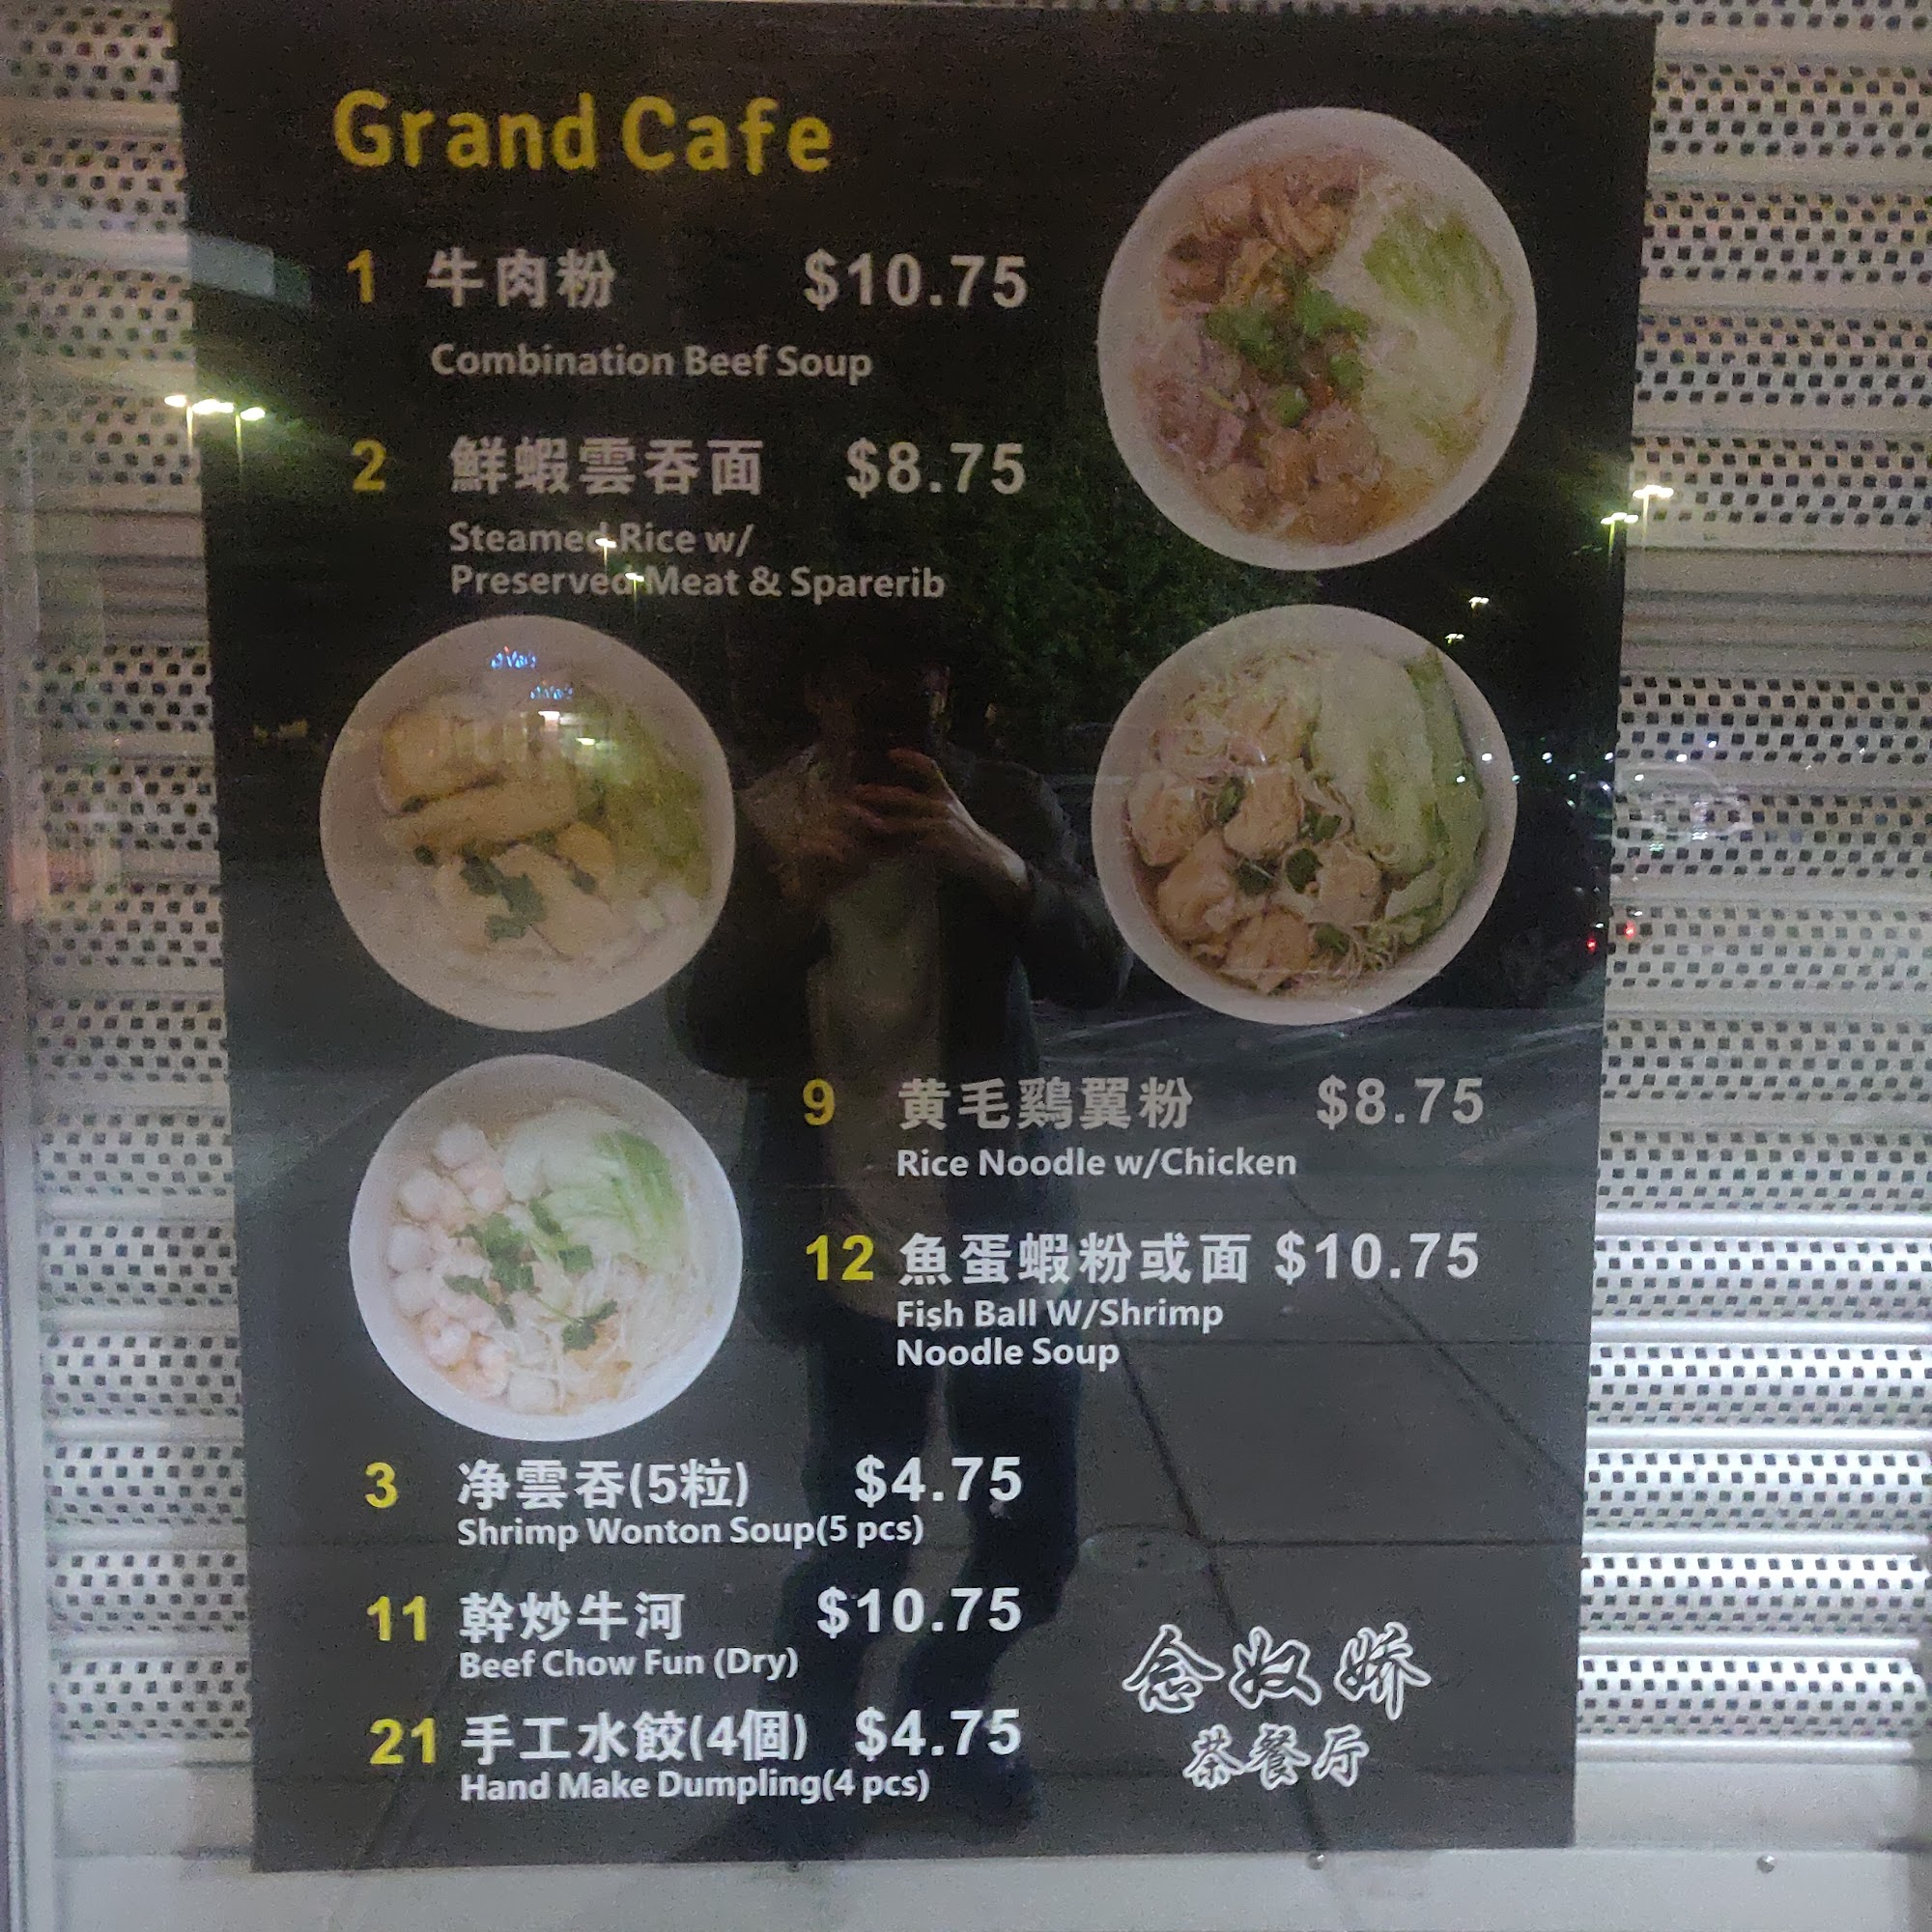 Grand Cafe
1 牛肉粉 $10.75
Combination Beef Soup
2 鮮蝦雲吞面 $8.75
Steamed Rice w/
Preserved Meat & Sparerib
9 黄毛鷄翼粉 $8.75
Rice Noodle w/Chicken
12 魚蛋蝦粉或面 $10.75
Fish Ball W/Shrimp
Noodle Soup
3 净雲吞(5粒) $4.75
Shrimp Wonton Soup(5 pcs)
11 幹炒牛河 $10.75
Beef Chow Fun (Dry)
21 手工水餃(4個) $4.75
Hand Make Dumpling(4 pcs)
念奴娇
茶餐厅